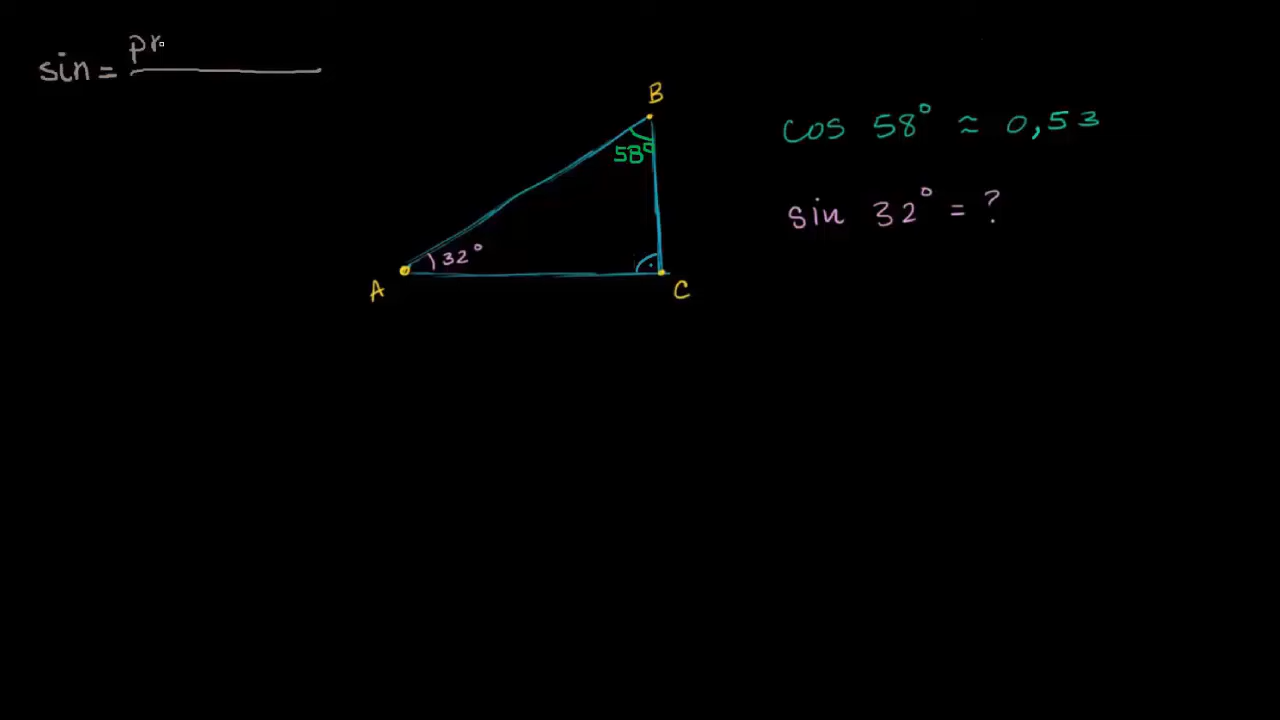 pr
sin =
B
cos 58° ≈ 0,53
58°
sin 32° = ?
32°
A
C